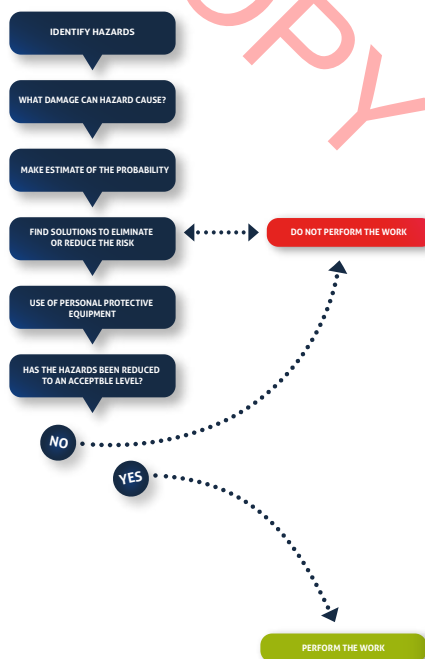 IDENTIFY HAZARDS
WHAT DAMAGE CAN HAZARD CAUSE?
MAKE ESTIMATE OF THE PROBABILITY
FIND SOLUTIONS TO ELIMINATE
OR REDUCE THE RISK
DO NOT PERFORM THE WORK
USE OF PERSONAL PROTECTIVE
EQUIPMENT
HAS THE HAZARDS BEEN REDUCED
TO AN ACCEPTBLE LEVEL?
NO
YES
PERFORM THE WORK
OPY